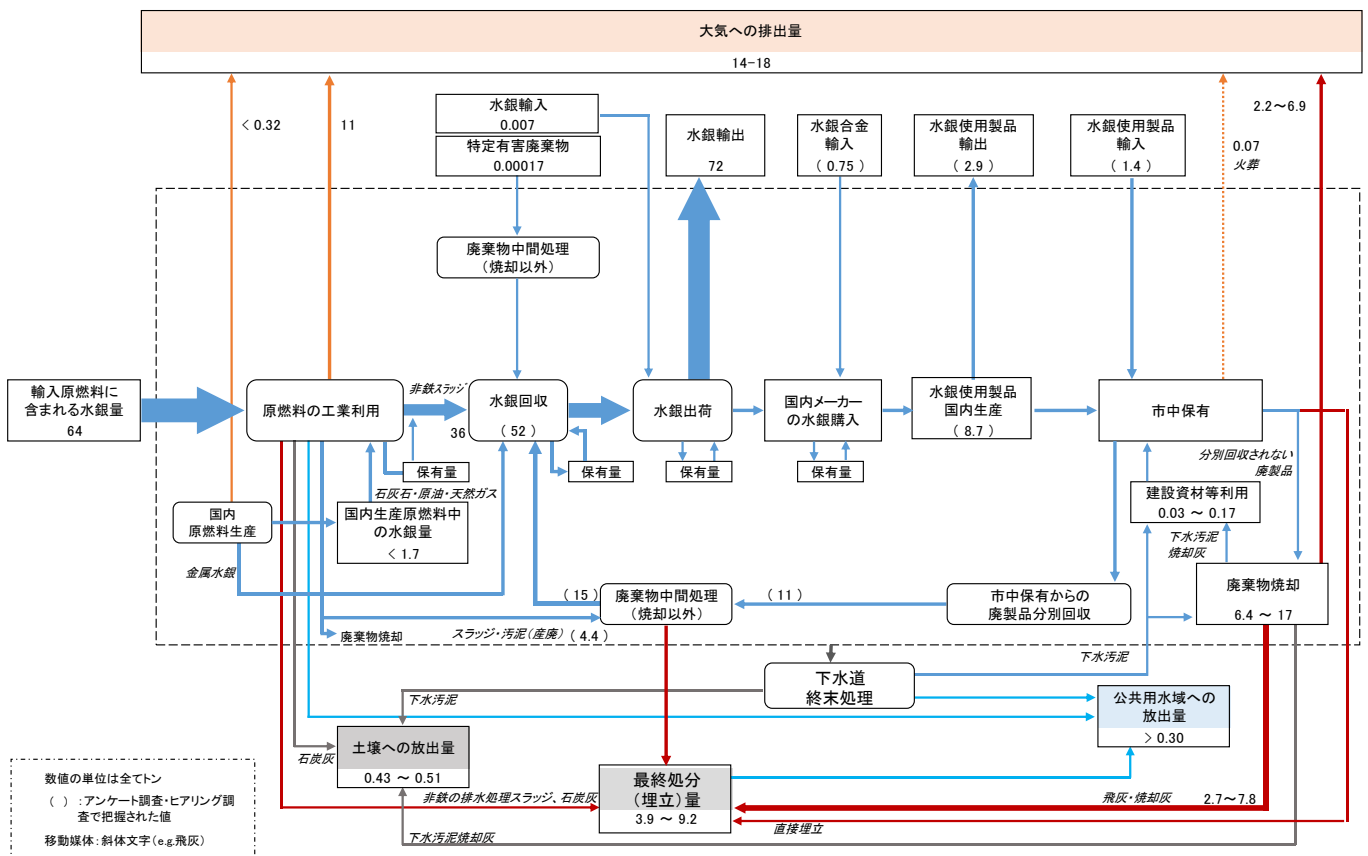 大気への排出量
14-18
< 0.32
11
水銀輸入
0.007
特定有害廃棄物
0.00017
水銀輸出
72
水銀合金
輸入
( 0.75 )
水銀使用製品
輸出
( 2.9 )
水銀使用製品
輸入
( 1.4 )
0.07
火葬
2.2～6.9
廃棄物中間処理
(焼却以外)
輸入原燃料に
含まれる水銀量
64
原燃料の工業利用
非鉄スラッジ
36
水銀回収
( 52 )
水銀出荷
国内メーカー
の水銀購入
水銀使用製品
国内生産
( 8.7 )
市中保有
保有量
保有量
保有量
保有量
分別回収されない
廃製品
石灰石・原油・天然ガス
国内
原燃料生産
国内生産原燃料中
の水銀量
< 1.7
建設資材等利用
0.03 ～ 0.17
下水汚泥
焼却灰
金属水銀
( 15 )
廃棄物中間処理
(焼却以外)
( 11 )
市中保有からの
廃製品分別回収
廃棄物焼却
6.4 ～ 17
廃棄物焼却
スラッジ・汚泥(産廃)
( 4.4 )
下水汚泥
下水道
終末処理
下水汚泥
公共用水域への
放出量
> 0.30
石炭灰
土壌への放出量
0.43 ～ 0.51
最終処分
(埋立)量
3.9 ～ 9.2
非鉄の排水処理スラッジ、石炭灰
飛灰・焼却灰
2.7～7.8
直接埋立
下水汚泥焼却灰
数値の単位は全てトン
( ) :アンケート調査・ヒアリング調
査で把握された値
移動媒体:斜体文字(e.g.飛灰)